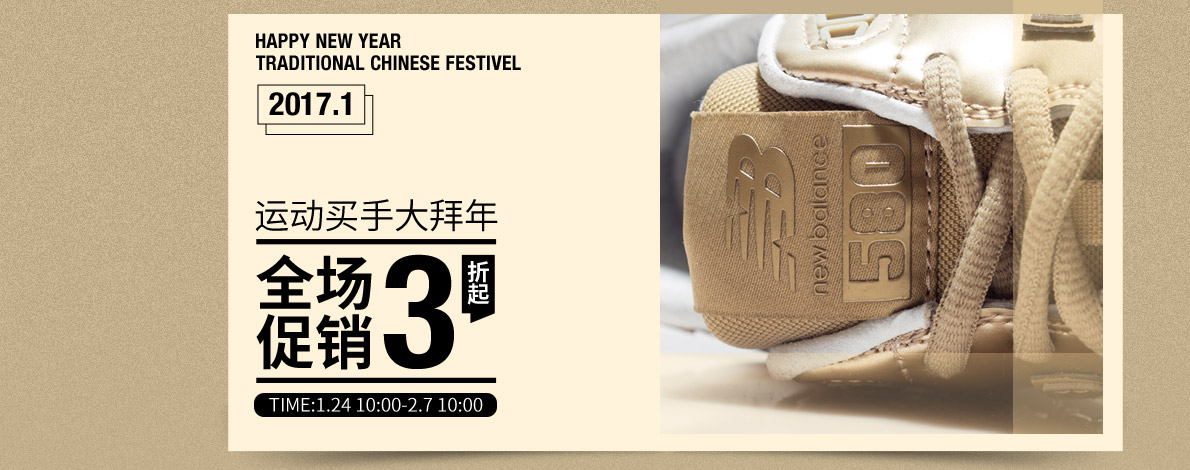 HAPPY NEW YEAR
TRADITIONAL CHINESE FESTIVEL
2017.1
运动买手大拜年
全场
促销
3
折起
TIME:1.24 10:00-2.7 10:00
new balance
580